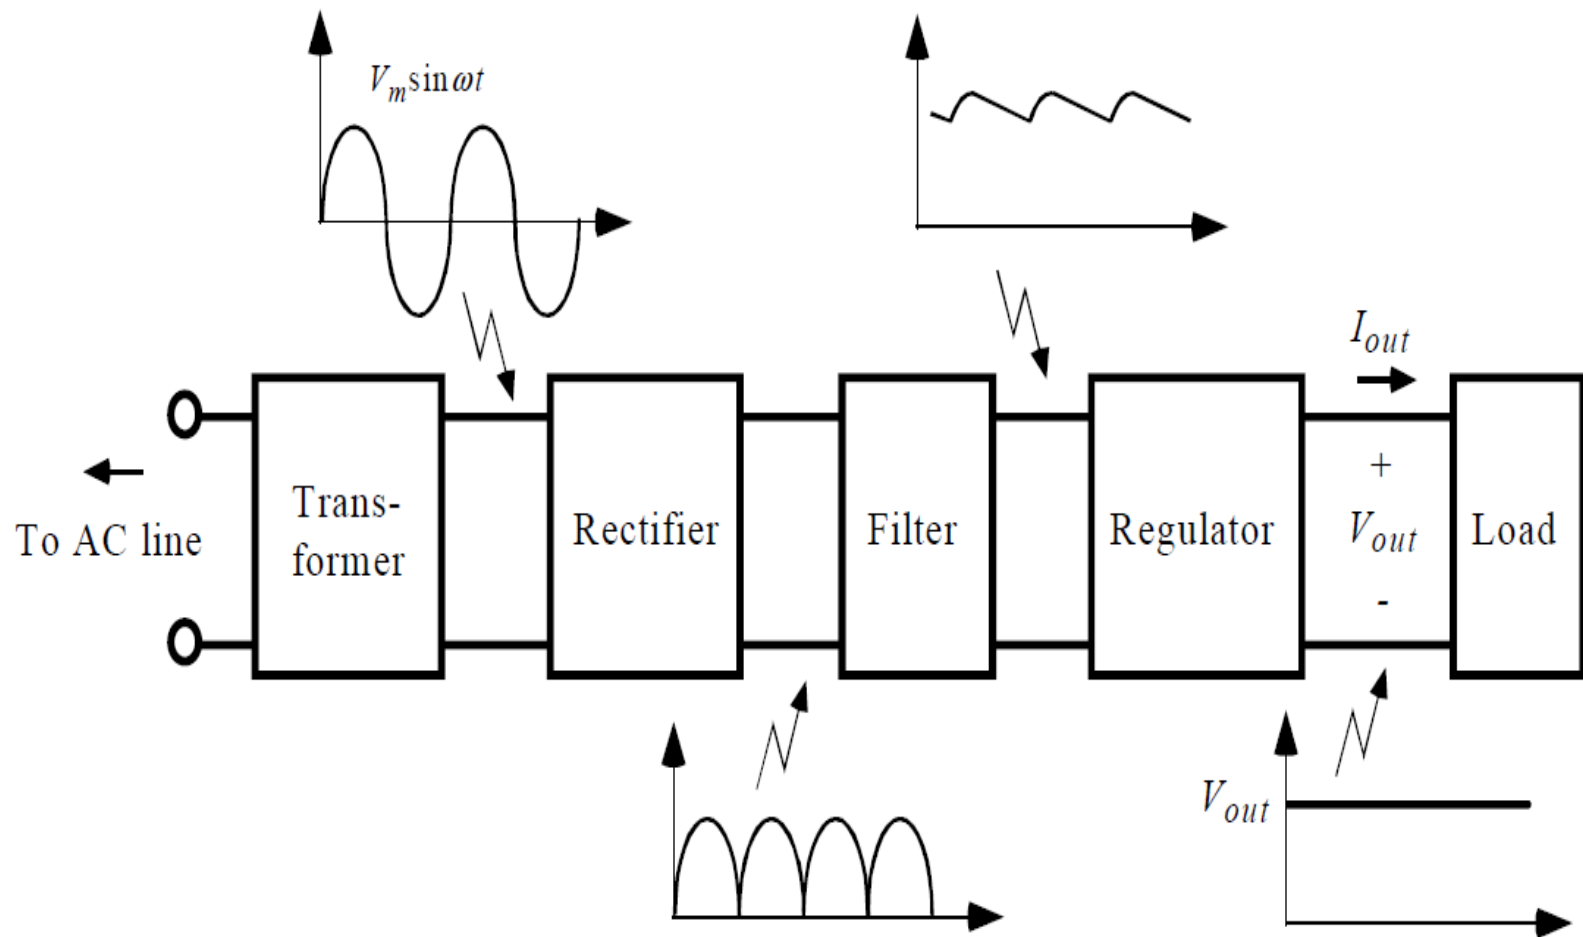 V_m sin ωt
I_out
To AC line
Trans-
former
Rectifier
Filter
Regulator
+
V_out
-
Load
V_out